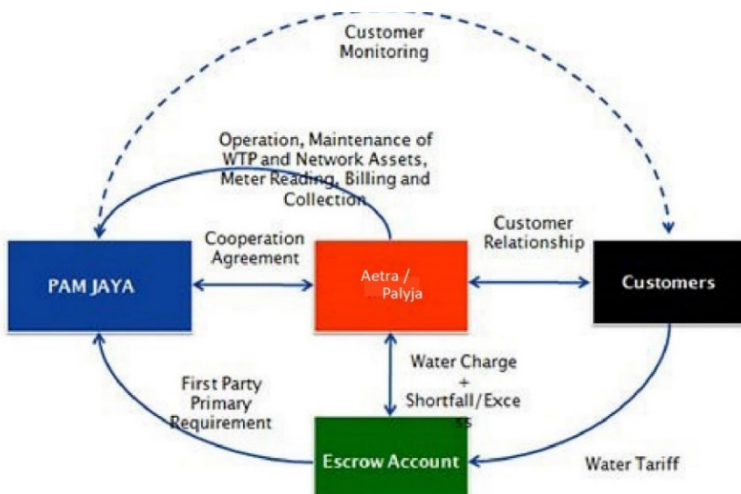 Customer
Monitoring
Operation, Maintenance of
WTP and Network Assets,
Meter Reading, Billing and
Collection
Cooperation
Agreement
Customer
Relationship
PAM JAYA
Aetra /
... Palyja
Customers
First Party
Primary
Requirement
Water Charge
+
Shortfall/Exce
ss
Escrow Account
Water Tariff